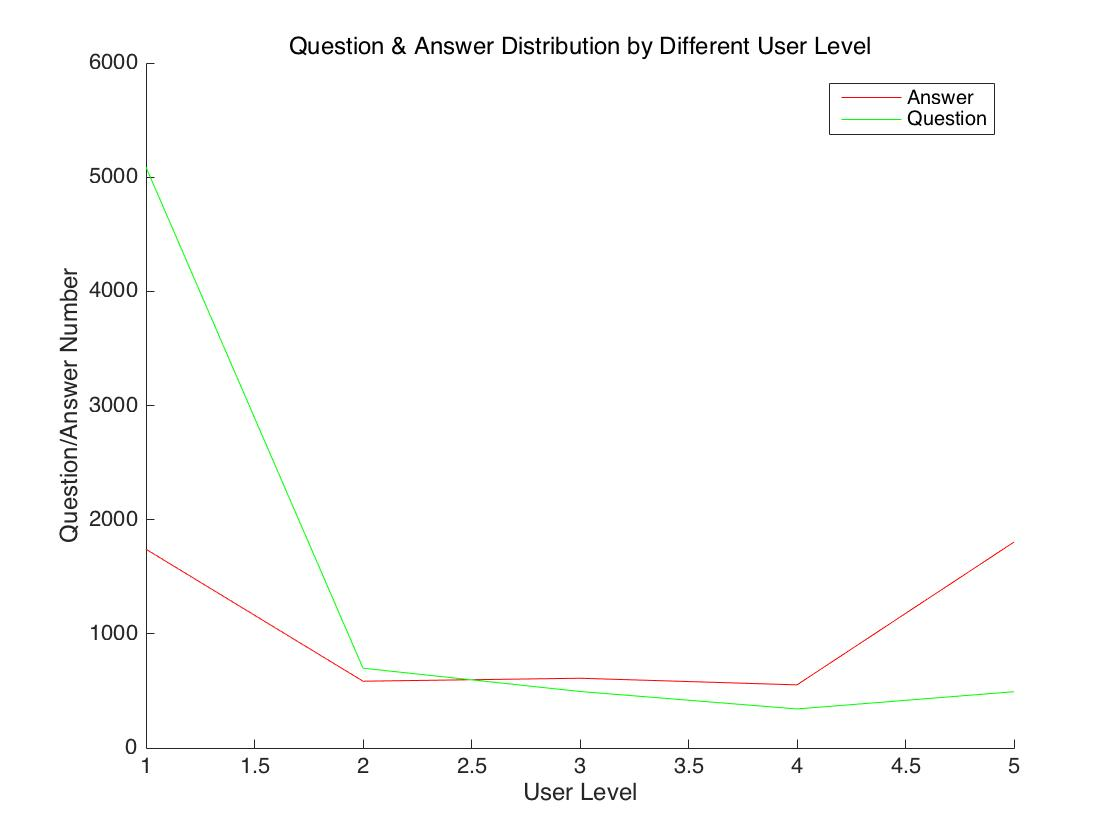 Question & Answer Distribution by Different User Level
6000
5000
4000
3000
2000
1000
0
Question/Answer Number
Answer
Question
1 1.5 2 2.5 3 3.5 4 4.5 5
User Level